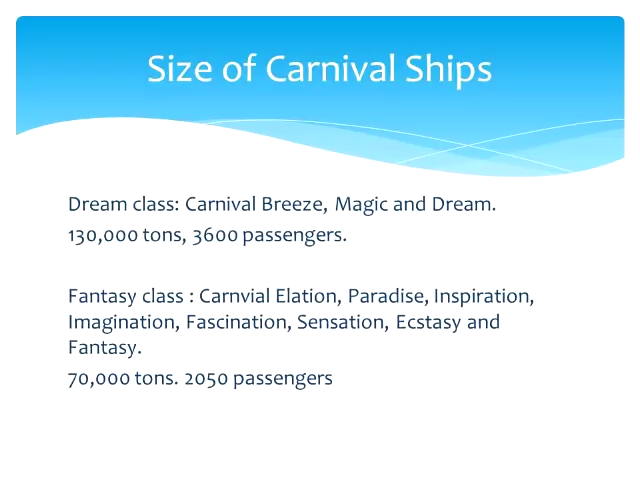 Size of Carnival Ships
Dream class: Carnival Breeze, Magic and Dream.
130,000 tons, 3600 passengers.
Fantasy class : Carnvial Elation, Paradise, Inspiration,
Imagination, Fascination, Sensation, Ecstasy and
Fantasy.
70,000 tons. 2050 passengers